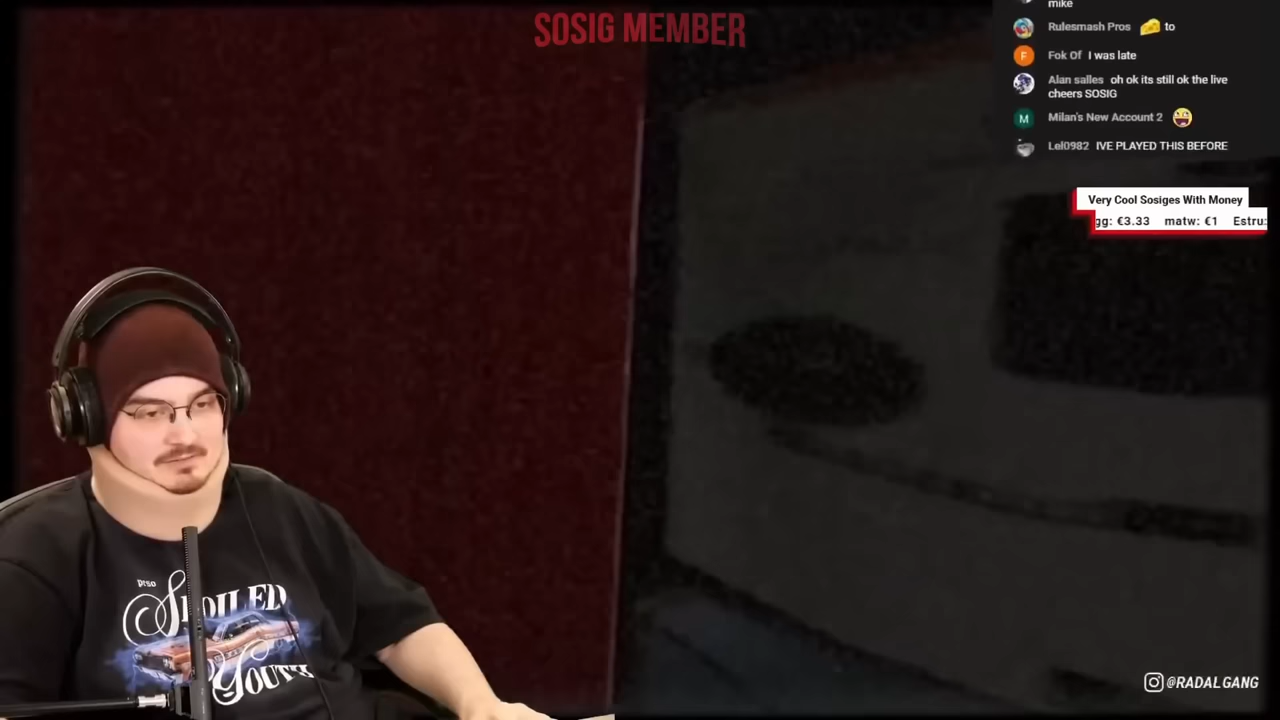 SOSIG MEMBER
mike
Rulesmash Pros to
Fok Of I was late
Alan salles oh ok its still ok the live
cheers SOSIG
M Milan's New Account 2
Lel0982 IVE PLAYED THIS BEFORE
Very Cool Sosiges With Money
gg: €3.33 matw: €1 Estru:
SPOILED
YOUTH
@RADALGANG